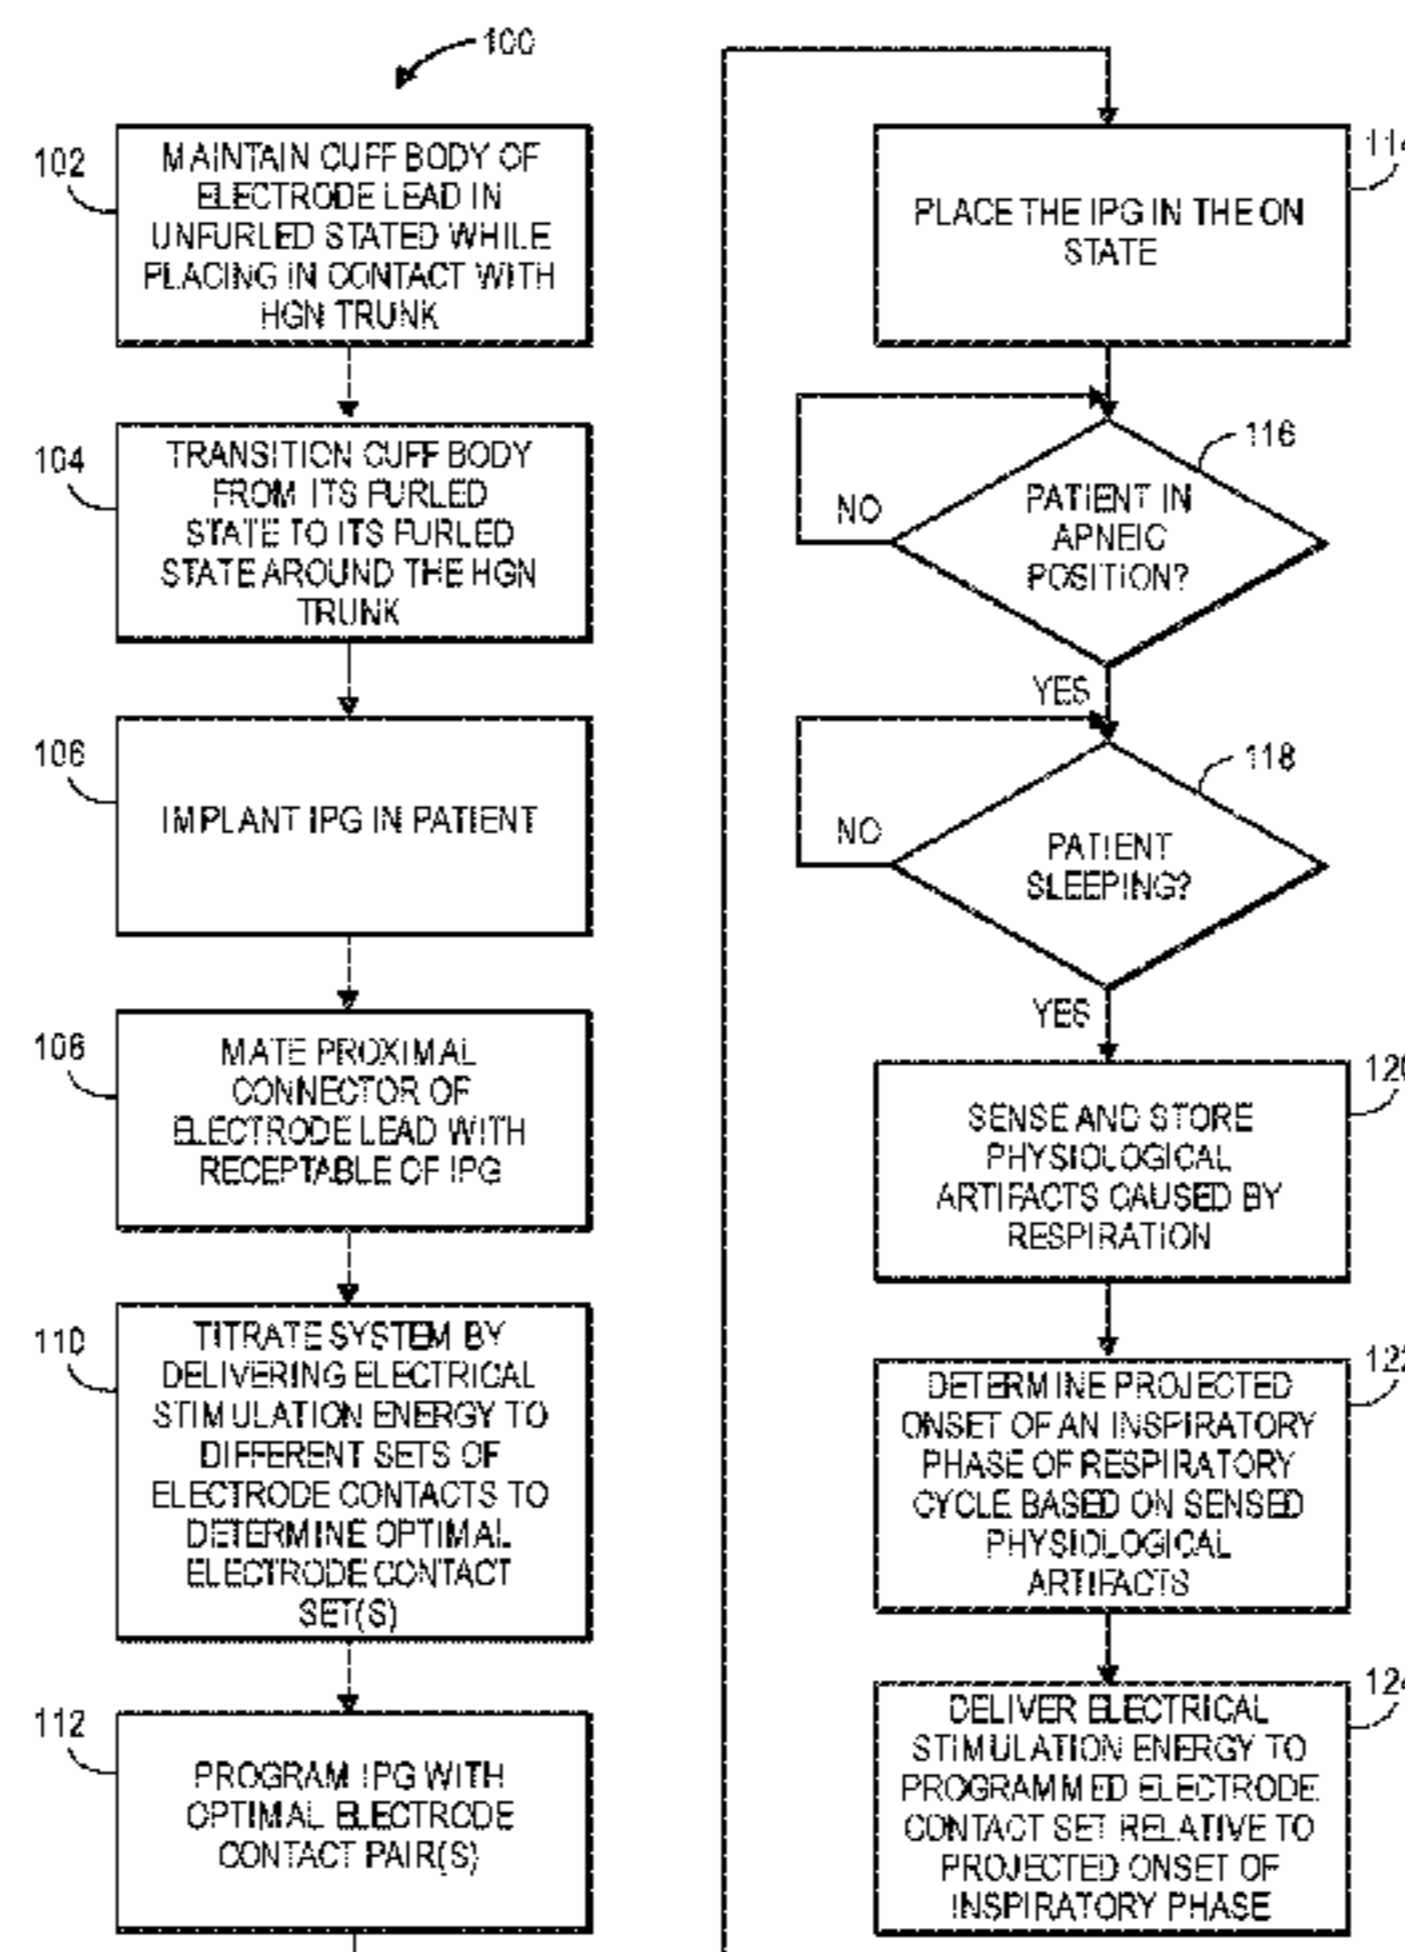 100
102
MAINTAIN CUFF BODY OF
ELECTRODE LEAD IN
UNFURLED STATED WHILE
PLACING IN CONTACT WITH
HGN TRUNK
104
TRANSITION CUFF BODY
FROM ITS FURLED
STATE TO ITS FURLED
STATE AROUND THE HGN
TRUNK
106
IMPLANT IPG IN PATIENT
108
MATE PROXIMAL
CONNECTOR OF
ELECTRODE LEAD WITH
RECEPTABLE OF IPG
110
TITRATE SYSTEM BY
DELIVERING ELECTRICAL
STIMULATION ENERGY TO
DIFFERENT SETS OF
ELECTRODE CONTACTS TO
DETERMINE OPTIMAL
ELECTRODE CONTACT
SET(S)
112
PROGRAM IPG WITH
OPTIMAL ELECTRODE
CONTACT PAIR(S)
114
PLACE THE IPG IN THE ON
STATE
116
PATIENT IN
APNEIC
POSITION?
NO
YES
118
PATIENT
SLEEPING?
NO
YES
120
SENSE AND STORE
PHYSIOLOGICAL
ARTIFACTS CAUSED BY
RESPIRATION
122
DETERMINE PROJECTED
ONSET OF AN INSPIRATORY
PHASE OF RESPIRATORY
CYCLE BASED ON SENSED
PHYSIOLOGICAL
ARTIFACTS
124
DELIVER ELECTRICAL
STIMULATION ENERGY TO
PROGRAMMED ELECTRODE
CONTACT SET RELATIVE TO
PROJECTED ONSET OF
INSPIRATORY PHASE